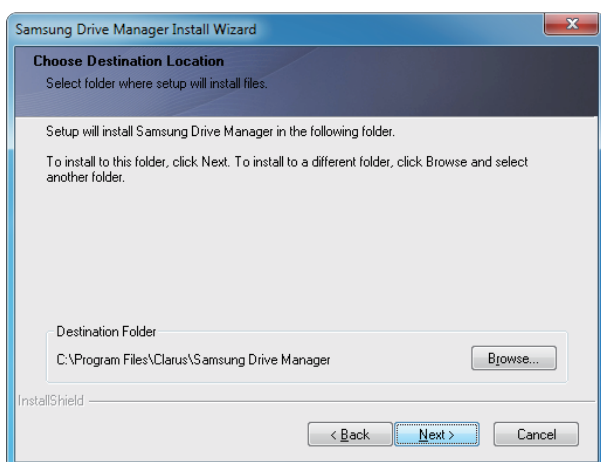 Samsung Drive Manager Install Wizard
Choose Destination Location
Select folder where setup will install files.
Setup will install Samsung Drive Manager in the following folder.
To install to this folder, click Next. To install to a different folder, click Browse and select
another folder.
Destination Folder
C:\Program Files\Clarus\Samsung Drive Manager
Browse...
InstallShield
< Back
Next >
Cancel